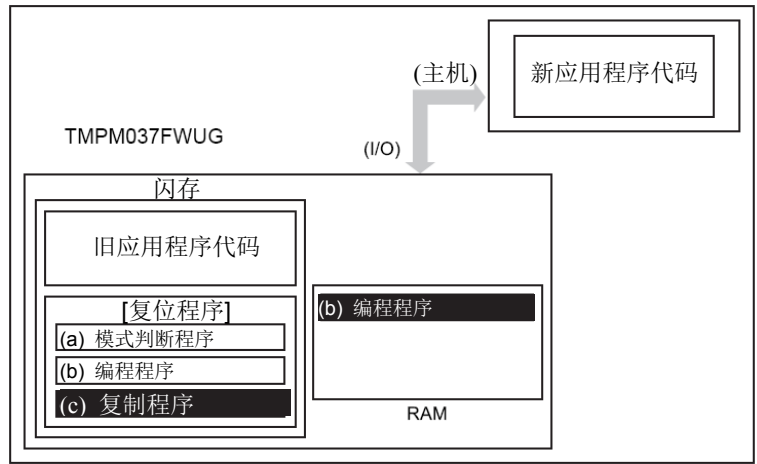 (主机)
新应用程序代码
TMPM037FWUG
(I/O)
闪存
旧应用程序代码
[复位程序]
(a) 模式判断程序
(b) 编程程序
(c) 复制程序
(b) 编程程序
RAM